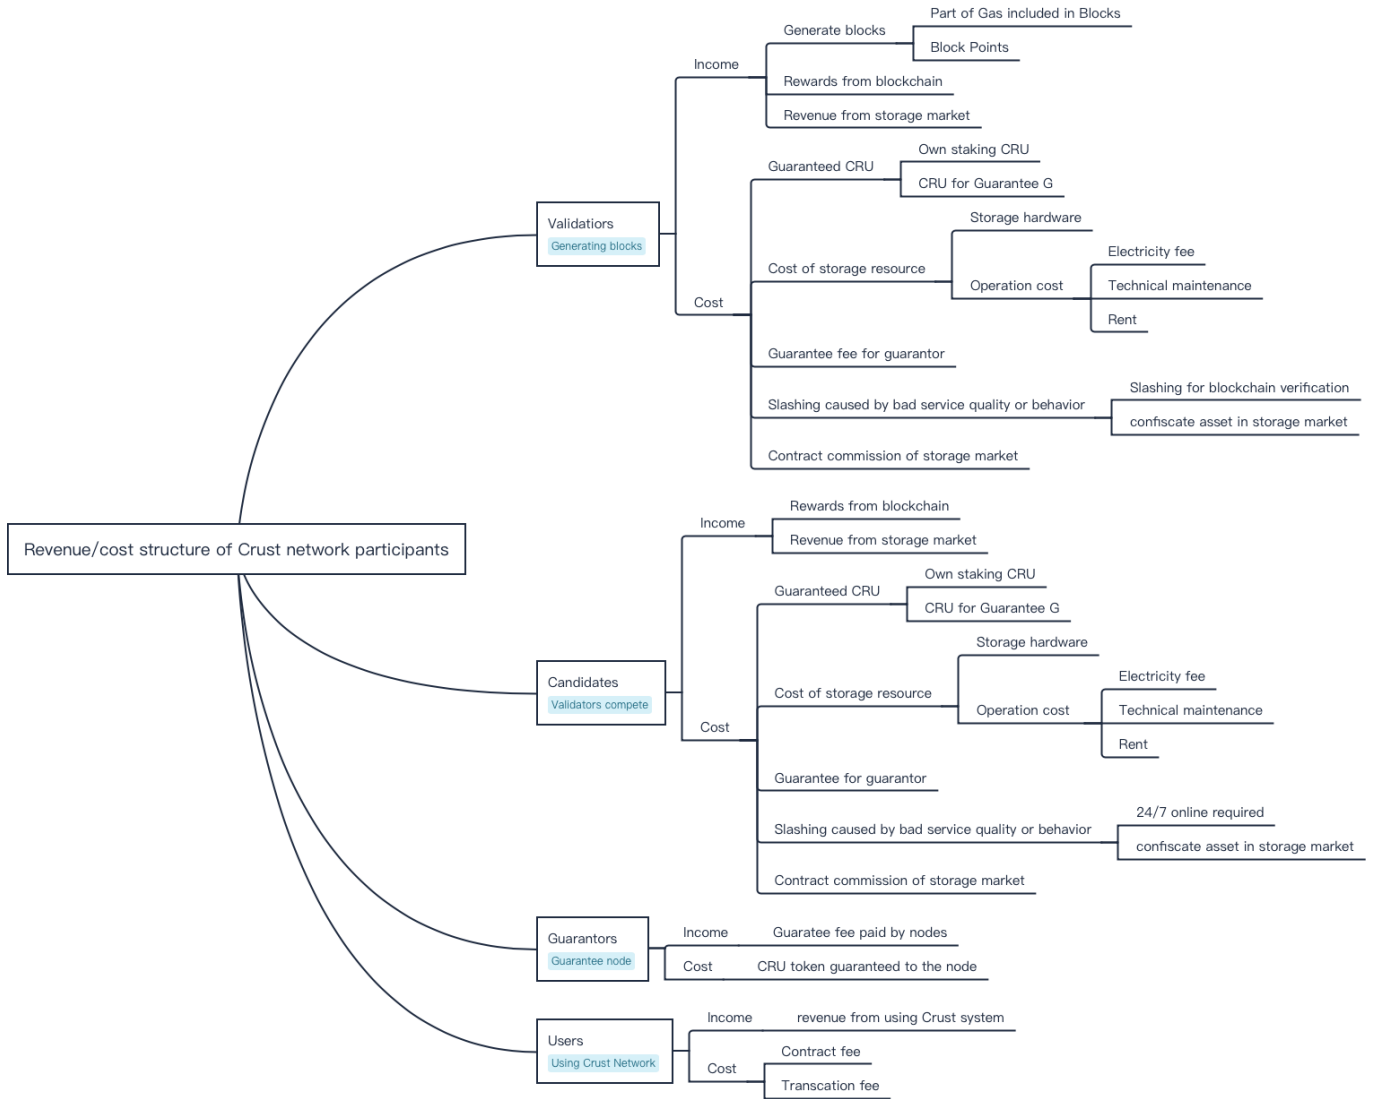 Revenue/cost structure of Crust network participants
Validatiors
Generating blocks
Income
Generate blocks
Part of Gas included in Blocks
Block Points
Rewards from blockchain
Revenue from storage market
Cost
Guaranteed CRU
Own staking CRU
CRU for Guarantee G
Cost of storage resource
Storage hardware
Operation cost
Electricity fee
Technical maintenance
Rent
Guarantee fee for guarantor
Slashing caused by bad service quality or behavior
Slashing for blockchain verification
confiscate asset in storage market
Contract commission of storage market
Candidates
Validators compete
Income
Rewards from blockchain
Revenue from storage market
Cost
Guaranteed CRU
Own staking CRU
CRU for Guarantee G
Cost of storage resource
Storage hardware
Operation cost
Electricity fee
Technical maintenance
Rent
Guarantee for guarantor
Slashing caused by bad service quality or behavior
24/7 online required
confiscate asset in storage market
Contract commission of storage market
Guarantors
Guarantee node
Income
Guaratee fee paid by nodes
Cost
CRU token guaranteed to the node
Users
Using Crust Network
Income
revenue from using Crust system
Cost
Contract fee
Transcation fee